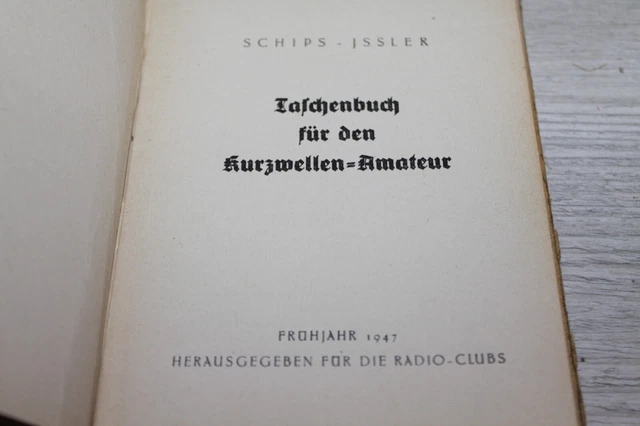 SCHIPS - JSSLER
Taſchenbuch
für den
Kurzwellen-Amateur
FRÜHJAHR 1947
HERAUSGEGEBEN FÜR DIE RADIO-CLUBS